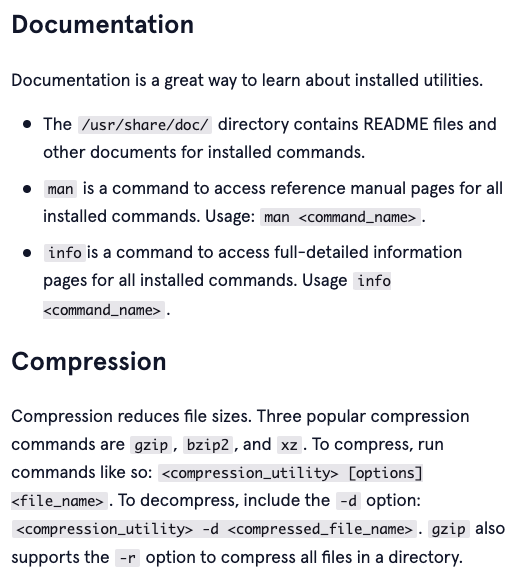 Documentation
Documentation is a great way to learn about installed utilities.
• The /usr/share/doc/ directory contains README files and
other documents for installed commands.
• man is a command to access reference manual pages for all
installed commands. Usage: man <command_name>.
• info is a command to access full-detailed information
pages for all installed commands. Usage info
<command_name>.
Compression
Compression reduces file sizes. Three popular compression
commands are gzip, bzip2, and xz. To compress, run
commands like so: <compression_utility> [options]
<file_name>. To decompress, include the -d option:
<compression_utility> -d <compressed_file_name>. gzip also
supports the -r option to compress all files in a directory.